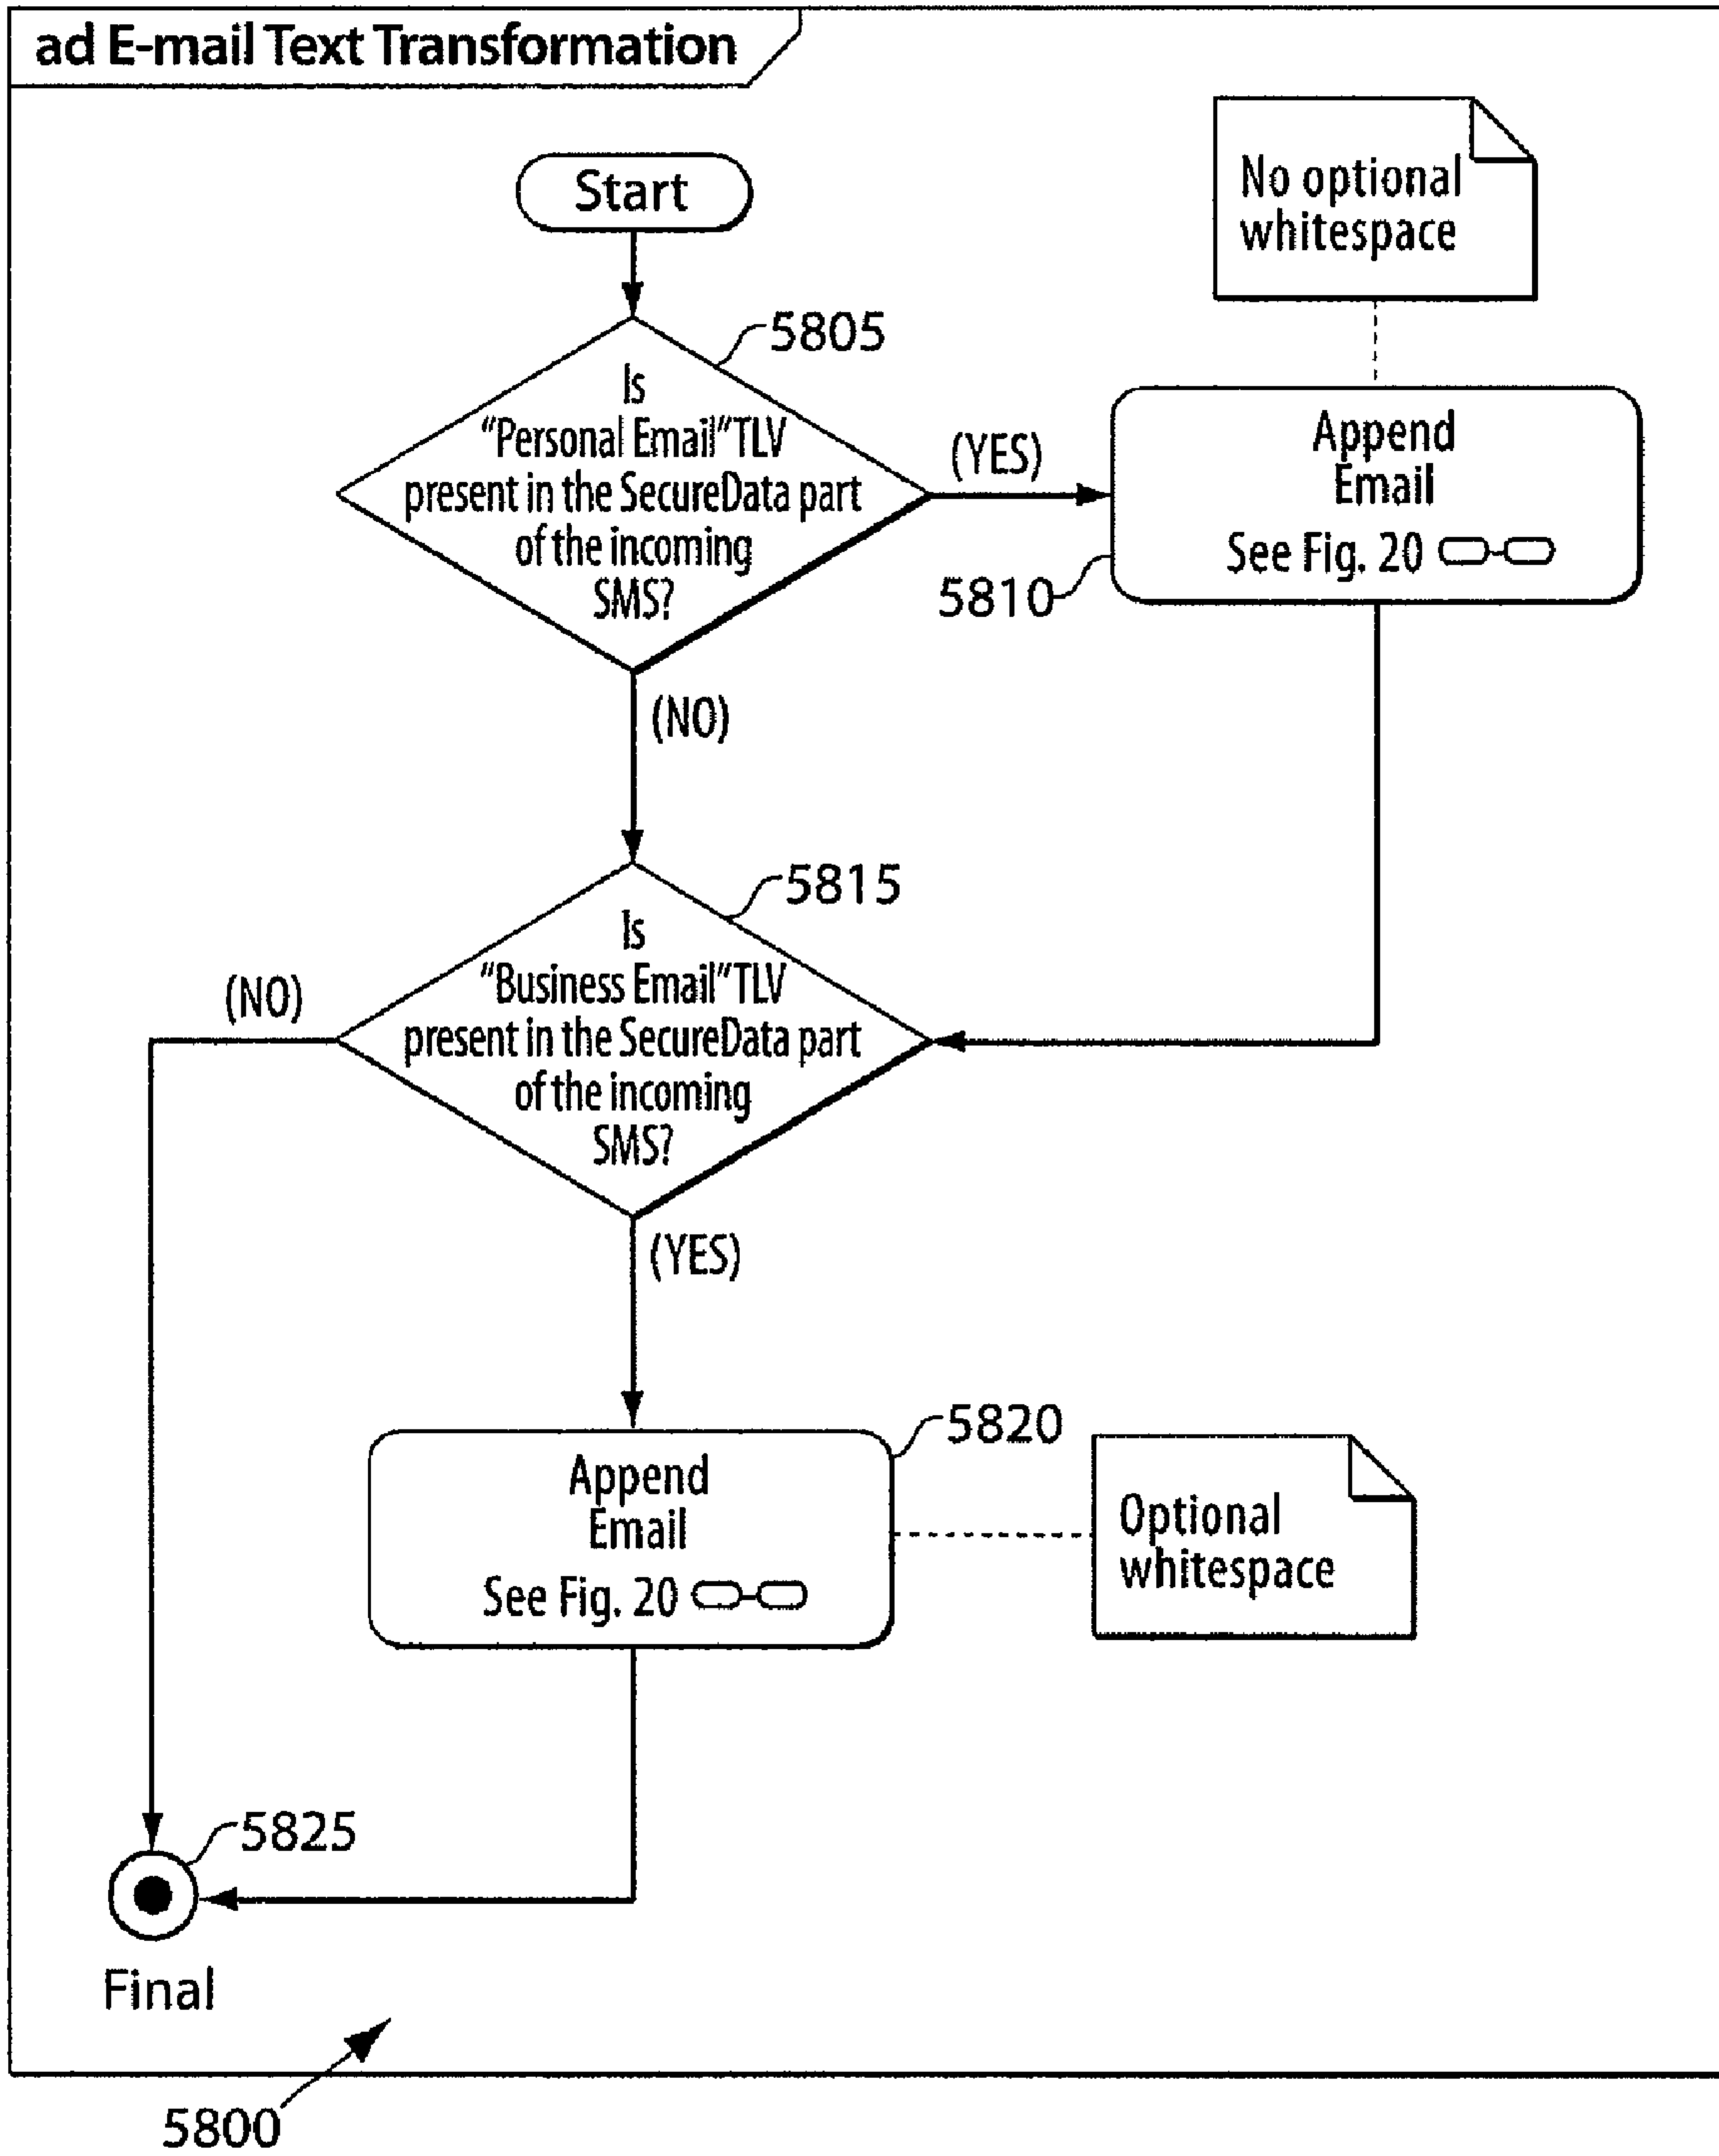 ad E-mail Text Transformation
Start
No optional
whitespace
5805
Is
“Personal Email” TLV
present in the SecureData part
of the incoming
SMS?
(YES)
Append
Email
See Fig. 20
5810
(NO)
5815
Is
“Business Email” TLV
present in the SecureData part
of the incoming
SMS?
(NO)
(YES)
5820
Append
Email
See Fig. 20
Optional
whitespace
5825
Final
5800